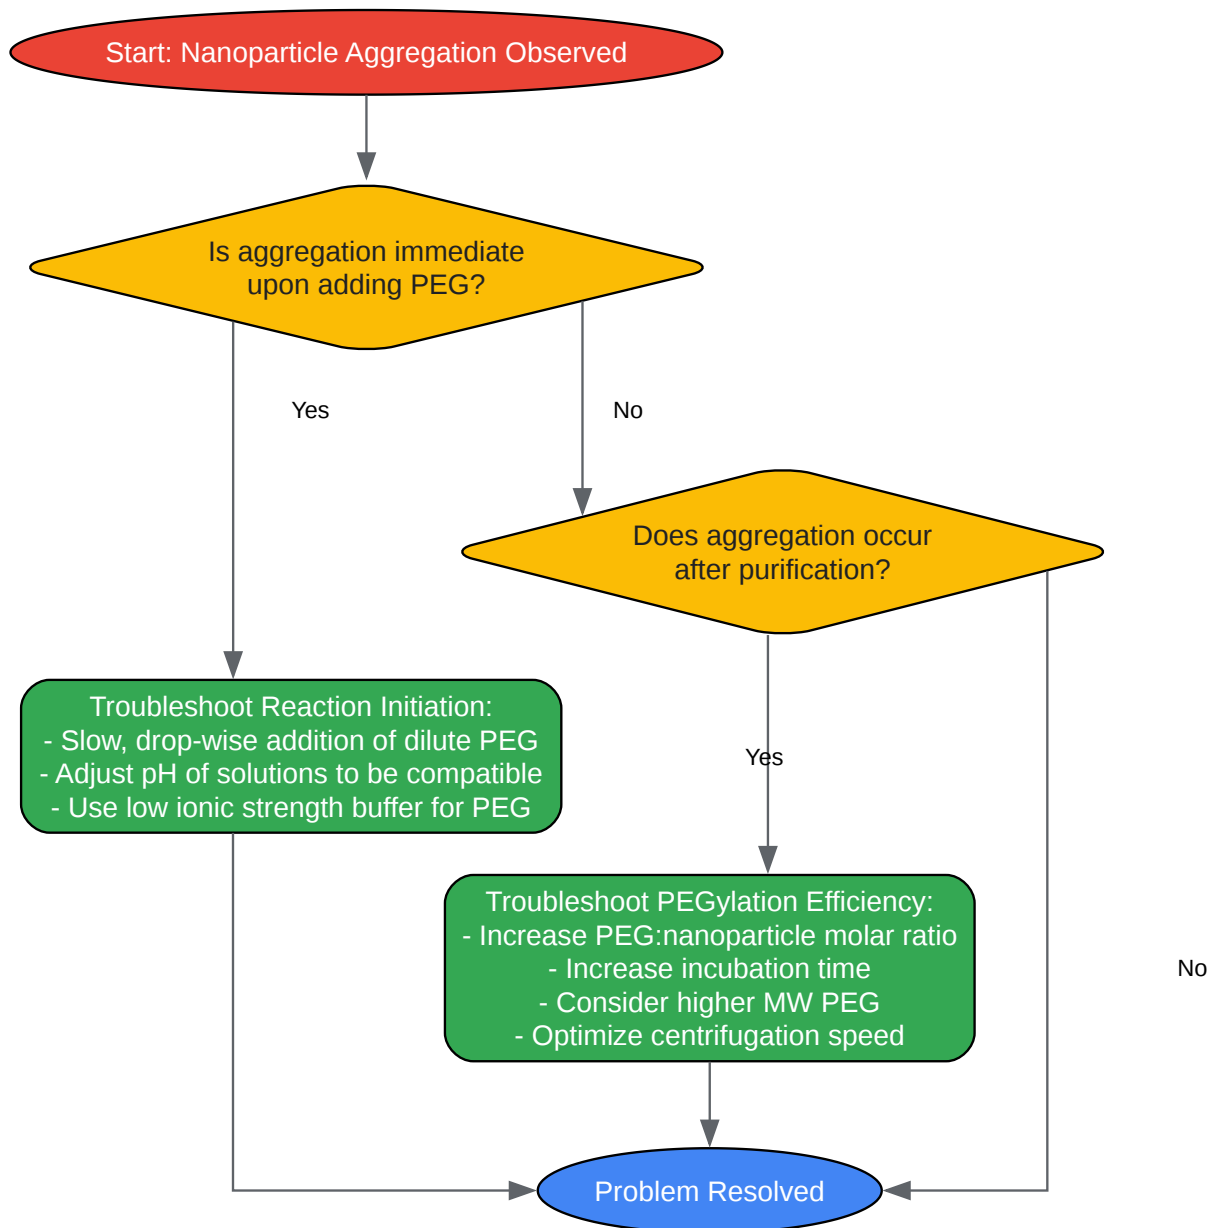 Start: Nanoparticle Aggregation Observed
Is aggregation immediate
upon adding PEG?
Yes
No
Does aggregation occur
after purification?
Troubleshoot Reaction Initiation:
- Slow, drop-wise addition of dilute PEG
- Adjust pH of solutions to be compatible
- Use low ionic strength buffer for PEG
Yes
Troubleshoot PEGylation Efficiency:
- Increase PEG:nanoparticle molar ratio
- Increase incubation time
- Consider higher MW PEG
- Optimize centrifugation speed
No
Problem Resolved